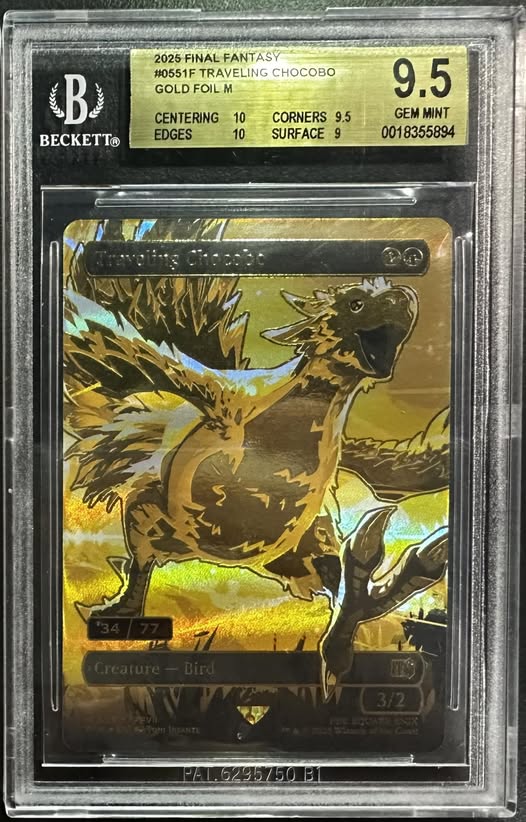 2025 FINAL FANTASY
#0551F TRAVELING CHOCOBO
GOLD FOIL M
CENTERING 10 CORNERS 9.5
EDGES 10 SURFACE 9
9.5
GEM MINT
0018355894
B
BECKETT®
Traveling Chocobo
34 / 77
Creature — Bird
3/2
PAT.6295750 B1